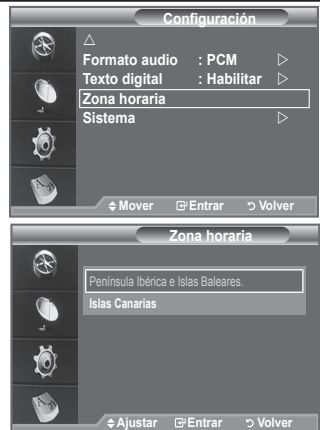 Configuración
△
Formato audio : PCM ▷
Texto digital : Habilitar ▷
Zona horaria
Sistema ▷
Mover Entrar Volver
Zona horaria
Península Ibérica e Islas Baleares.
Islas Canarias
Ajustar Entrar Volver